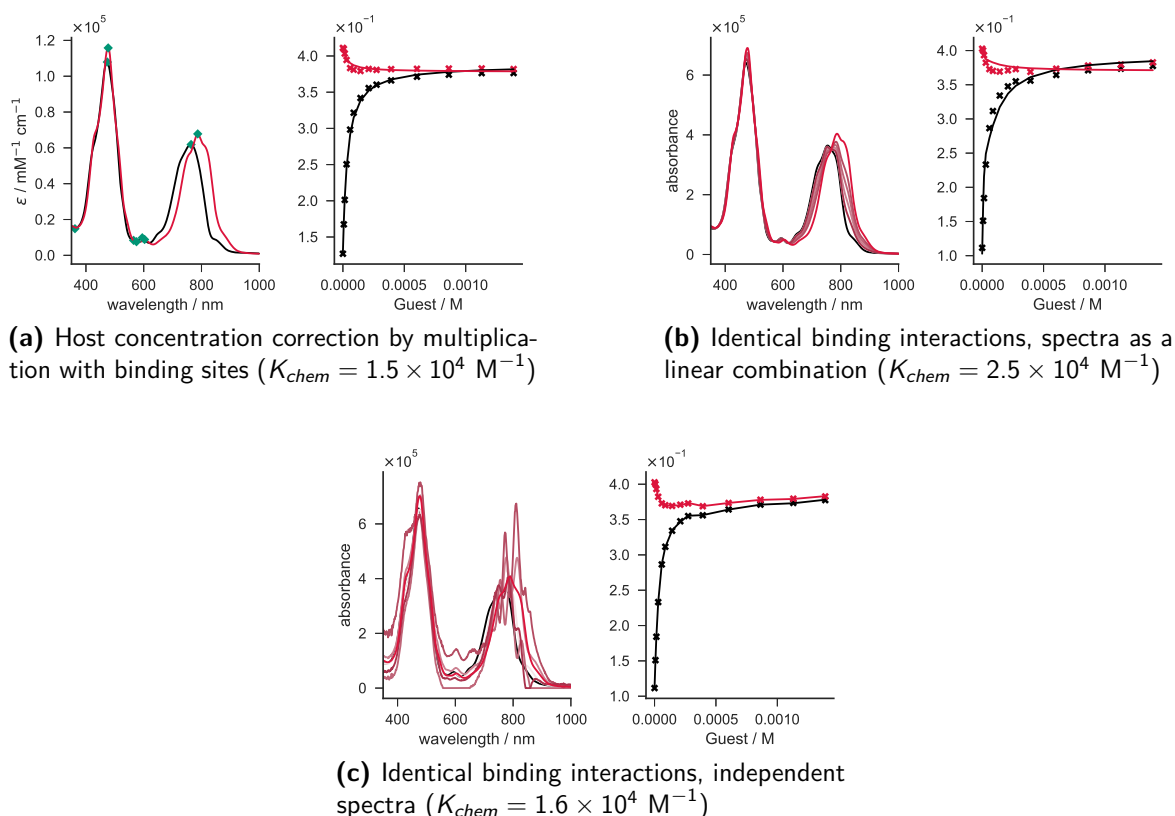 ×10⁵
ε / mM⁻¹ cm⁻¹
1.2
1.0
0.8
0.6
0.4
0.2
0.0
400 600 800 1000
wavelength / nm
×10⁻¹
4.0
3.5
3.0
2.5
2.0
1.5
0.0000 0.0005 0.0010
Guest / M
(a) Host concentration correction by multiplica-
tion with binding sites (Kchem = 1.5 × 10⁴ M⁻¹)
×10⁵
absorbance
6
4
2
0
400 600 800 1000
wavelength / nm
×10⁻¹
4.0
3.5
3.0
2.5
2.0
1.5
1.0
0.0000 0.0005 0.0010
Guest / M
(b) Identical binding interactions, spectra as a
linear combination (Kchem = 2.5 × 10⁴ M⁻¹)
×10⁵
absorbance
6
4
2
0
400 600 800 1000
wavelength / nm
×10⁻¹
4.0
3.5
3.0
2.5
2.0
1.5
1.0
0.0000 0.0005 0.0010
Guest / M
(c) Identical binding interactions, independent
spectra (Kchem = 1.6 × 10⁴ M⁻¹)